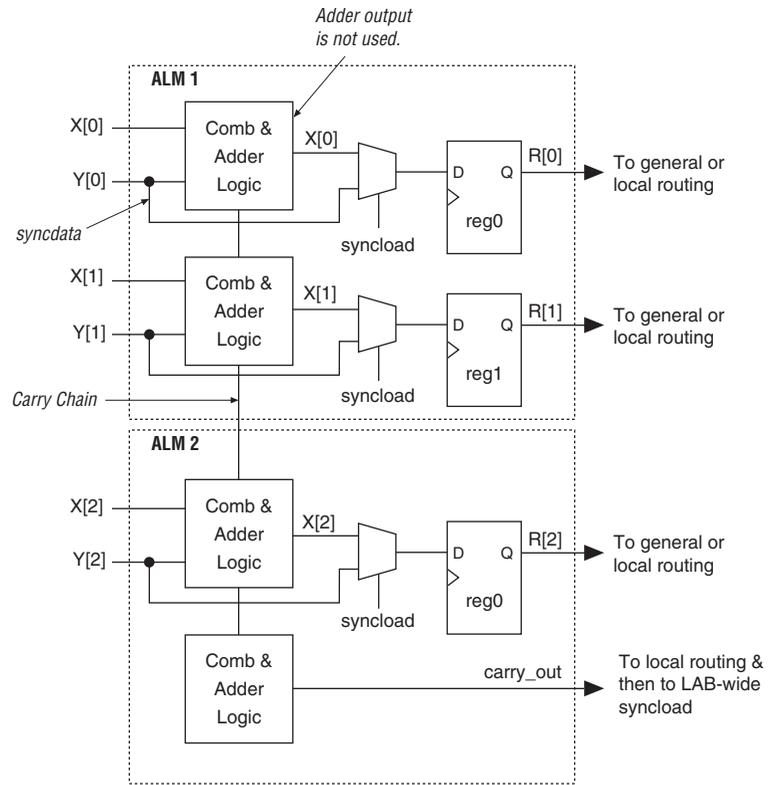 Adder output
is not used.
ALM 1
X[0]
Y[0]
syncdata
Comb &
Adder
Logic
X[0]
syncload
D
Q
reg0
R[0]
To general or
local routing
X[1]
Y[1]
Comb &
Adder
Logic
X[1]
syncload
D
Q
reg1
R[1]
To general or
local routing
Carry Chain
ALM 2
X[2]
Y[2]
Comb &
Adder
Logic
X[2]
syncload
D
Q
reg0
R[2]
To general or
local routing
Comb &
Adder
Logic
carry_out
To local routing &
then to LAB-wide
syncload